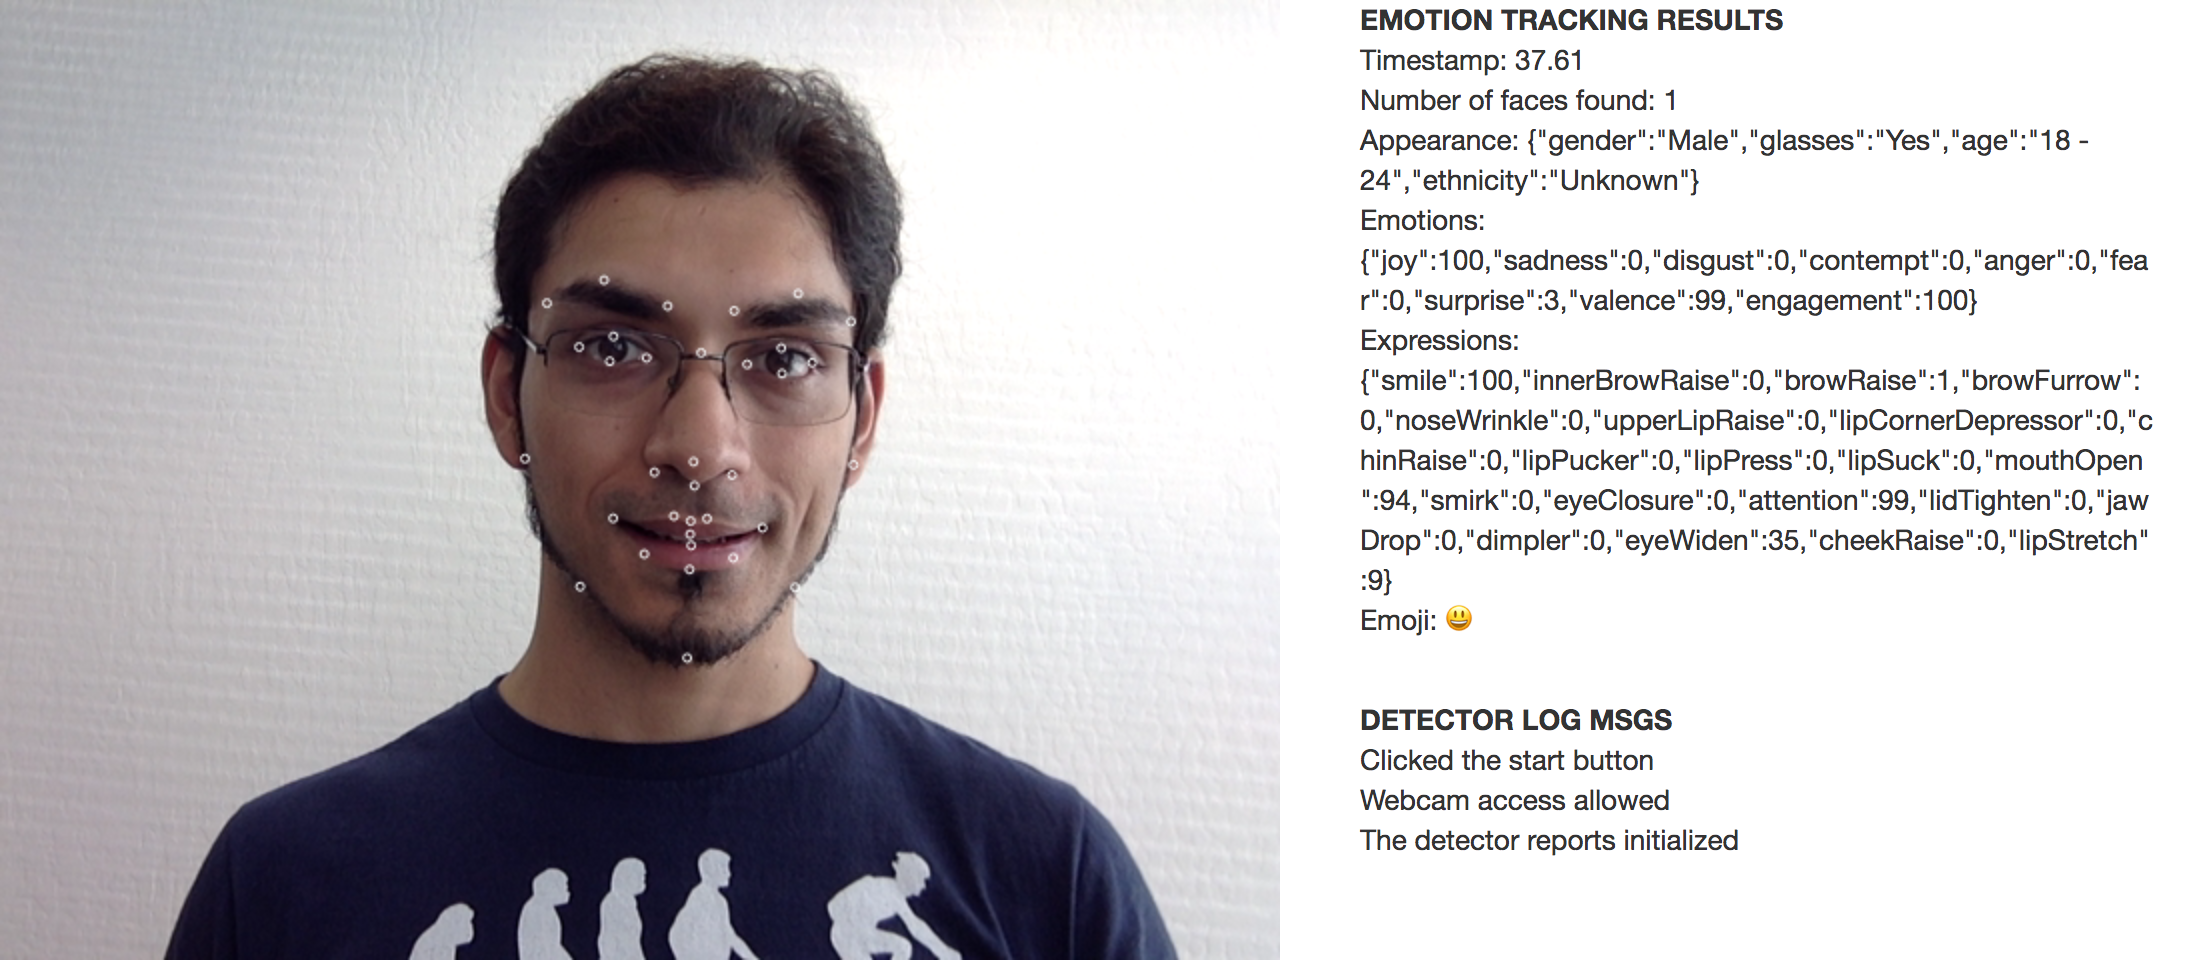 EMOTION TRACKING RESULTS
Timestamp: 37.61
Number of faces found: 1
Appearance: {"gender":"Male","glasses":"Yes","age":"18 -
24","ethnicity":"Unknown"}
Emotions:
{"joy":100,"sadness":0,"disgust":0,"contempt":0,"anger":0,"fea
r":0,"surprise":3,"valence":99,"engagement":100}
Expressions:
{"smile":100,"innerBrowRaise":0,"browRaise":1,"browFurrow":
0,"noseWrinkle":0,"upperLipRaise":0,"lipCornerDepressor":0,"c
hinRaise":0,"lipPucker":0,"lipPress":0,"lipSuck":0,"mouthOpen
":94,"smirk":0,"eyeClosure":0,"attention":99,"lidTighten":0,"jaw
Drop":0,"dimpler":0,"eyeWiden":35,"cheekRaise":0,"lipStretch"
:9}
Emoji: 😃
DETECTOR LOG MSGS
Clicked the start button
Webcam access allowed
The detector reports initialized